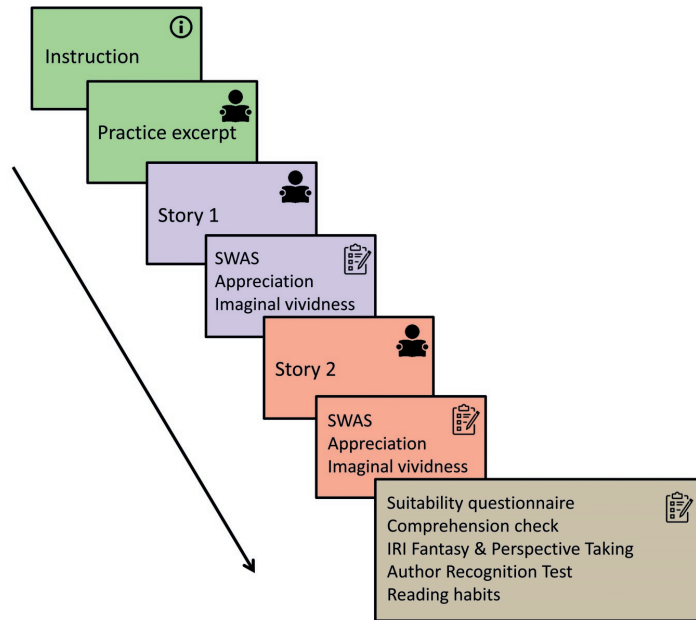 Instruction
Practice excerpt
Story 1
SWAS
Appreciation
Imaginal vividness
Story 2
SWAS
Appreciation
Imaginal vividness
Suitability questionnaire
Comprehension check
IRI Fantasy & Perspective Taking
Author Recognition Test
Reading habits